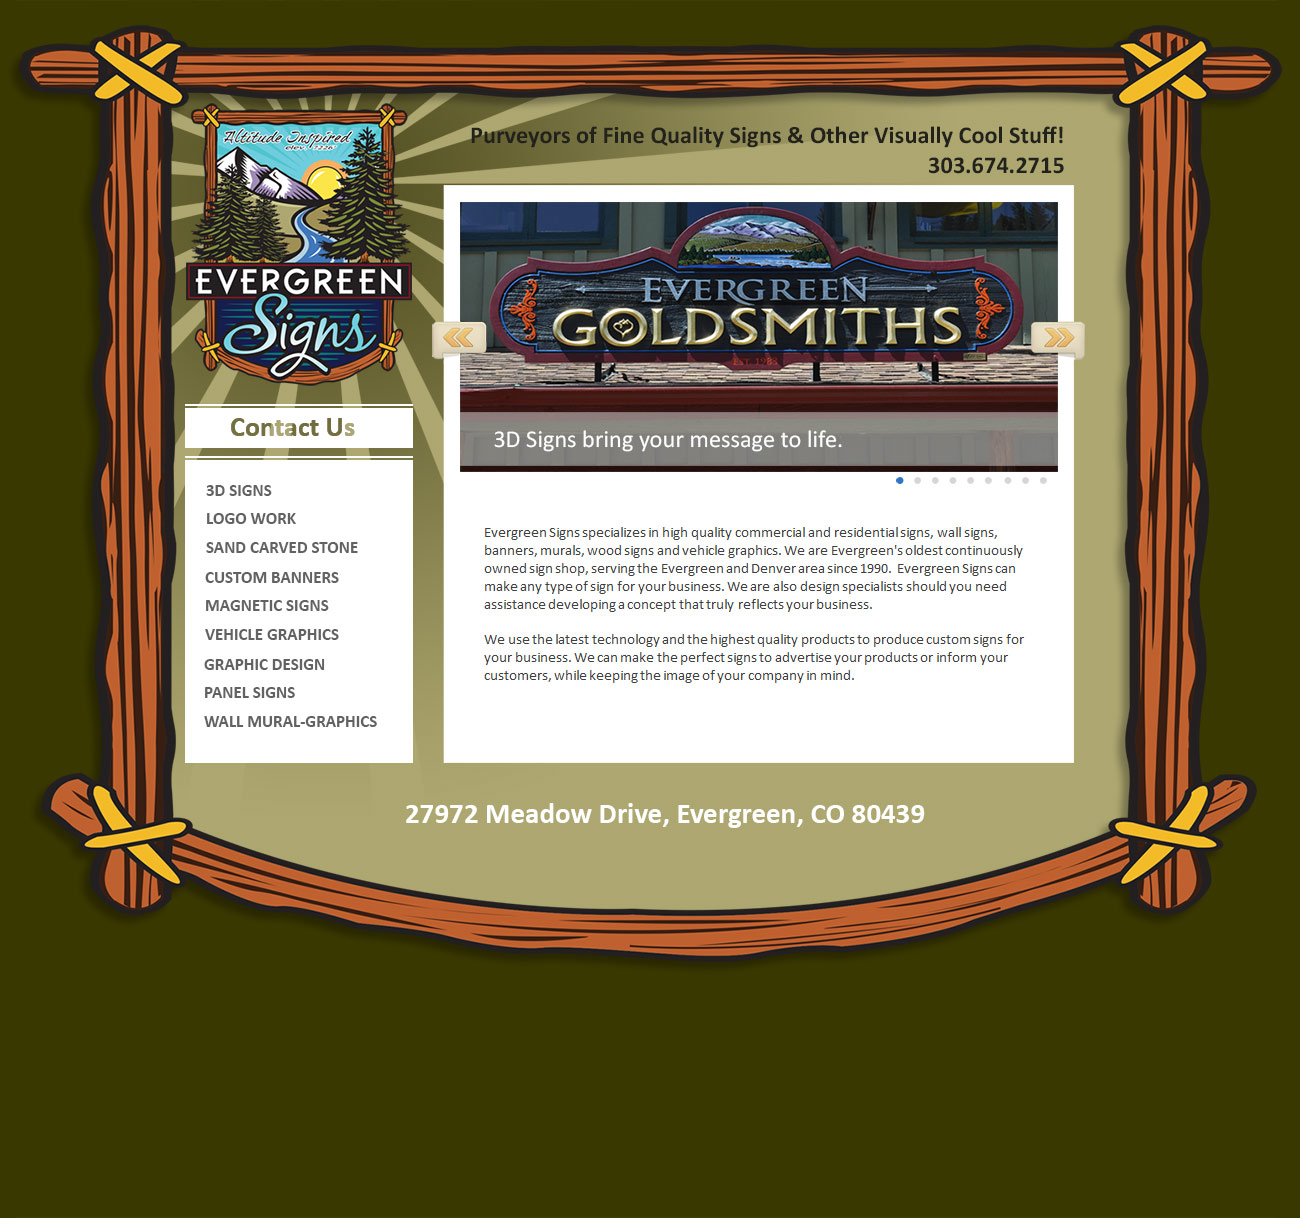 Altitude Inspired
EVERGREEN
Signs
Purveyors of Fine Quality Signs & Other Visually Cool Stuff!
303.674.2715
EVERGREEN
GOLDSMITHS
EST. 1983
3D Signs bring your message to life.
Contact Us
3D SIGNS
LOGO WORK
SAND CARVED STONE
CUSTOM BANNERS
MAGNETIC SIGNS
VEHICLE GRAPHICS
GRAPHIC DESIGN
PANEL SIGNS
WALL MURAL-GRAPHICS
Evergreen Signs specializes in high quality commercial and residential signs, wall signs,
banners, murals, wood signs and vehicle graphics. We are Evergreen's oldest continuously
owned sign shop, serving the Evergreen and Denver area since 1990. Evergreen Signs can
make any type of sign for your business. We are also design specialists should you need
assistance developing a concept that truly reflects your business.
We use the latest technology and the highest quality products to produce custom signs for
your business. We can make the perfect signs to advertise your products or inform your
customers, while keeping the image of your company in mind.
27972 Meadow Drive, Evergreen, CO 80439